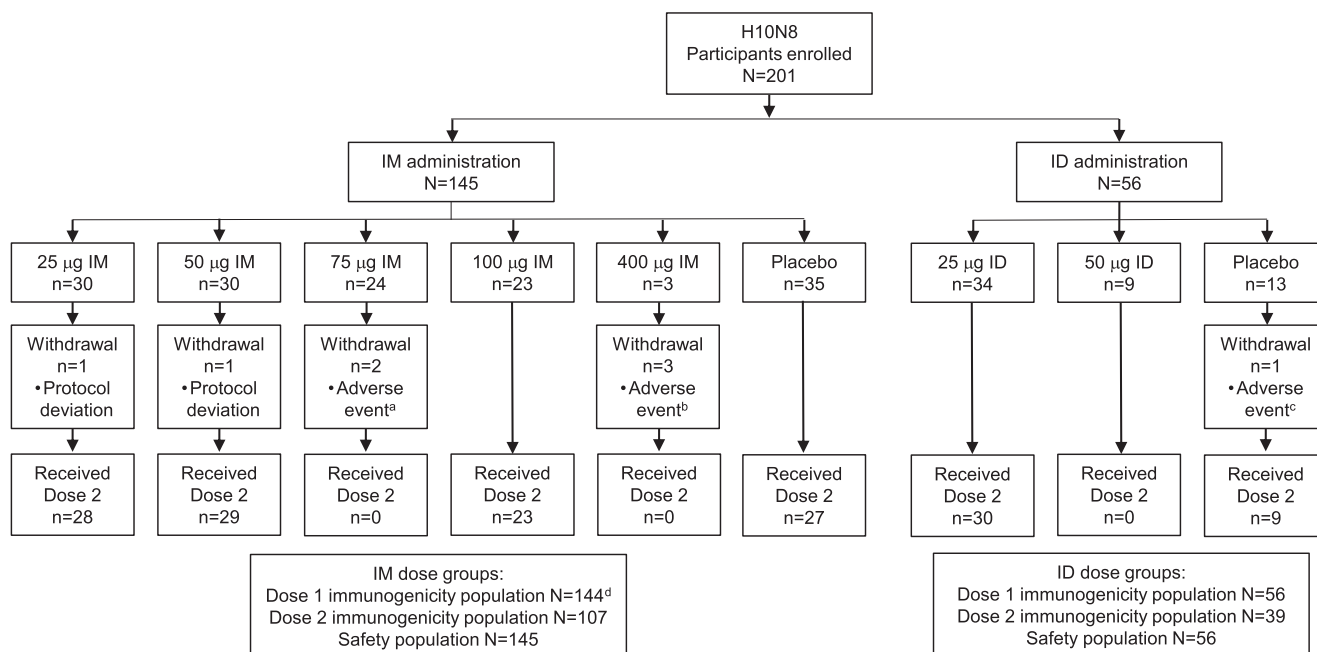 H10N8
Participants enrolled
N=201
IM administration
N=145
ID administration
N=56
25 μg IM
n=30
50 μg IM
n=30
75 μg IM
n=24
100 μg IM
n=23
400 μg IM
n=3
Placebo
n=35
25 μg ID
n=34
50 μg ID
n=9
Placebo
n=13
Withdrawal
n=1
•Protocol
deviation
Withdrawal
n=1
•Protocol
deviation
Withdrawal
n=2
•Adverse
eventᵃ
Withdrawal
n=3
•Adverse
eventᵇ
Withdrawal
n=1
•Adverse
eventᶜ
Received
Dose 2
n=28
Received
Dose 2
n=29
Received
Dose 2
n=0
Received
Dose 2
n=23
Received
Dose 2
n=0
Received
Dose 2
n=27
Received
Dose 2
n=30
Received
Dose 2
n=0
Received
Dose 2
n=9
IM dose groups:
Dose 1 immunogenicity population N=144ᵈ
Dose 2 immunogenicity population N=107
Safety population N=145
ID dose groups:
Dose 1 immunogenicity population N=56
Dose 2 immunogenicity population N=39
Safety population N=56